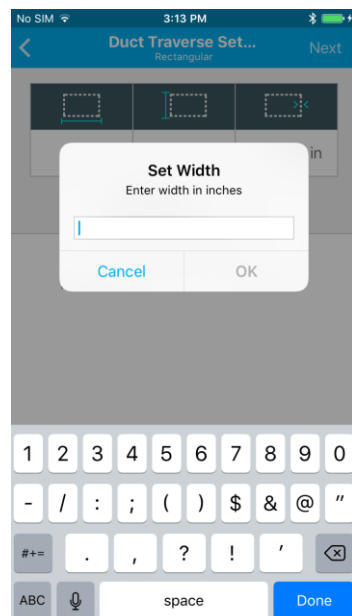 No SIM 3:13 PM
Duct Traverse Set... Next
Rectangular
in
Set Width
Enter width in inches
Cancel OK
1 2 3 4 5 6 7 8 9 0
- / : ; ( ) $ & @ "
#+= . , ? ! '
ABC space Done